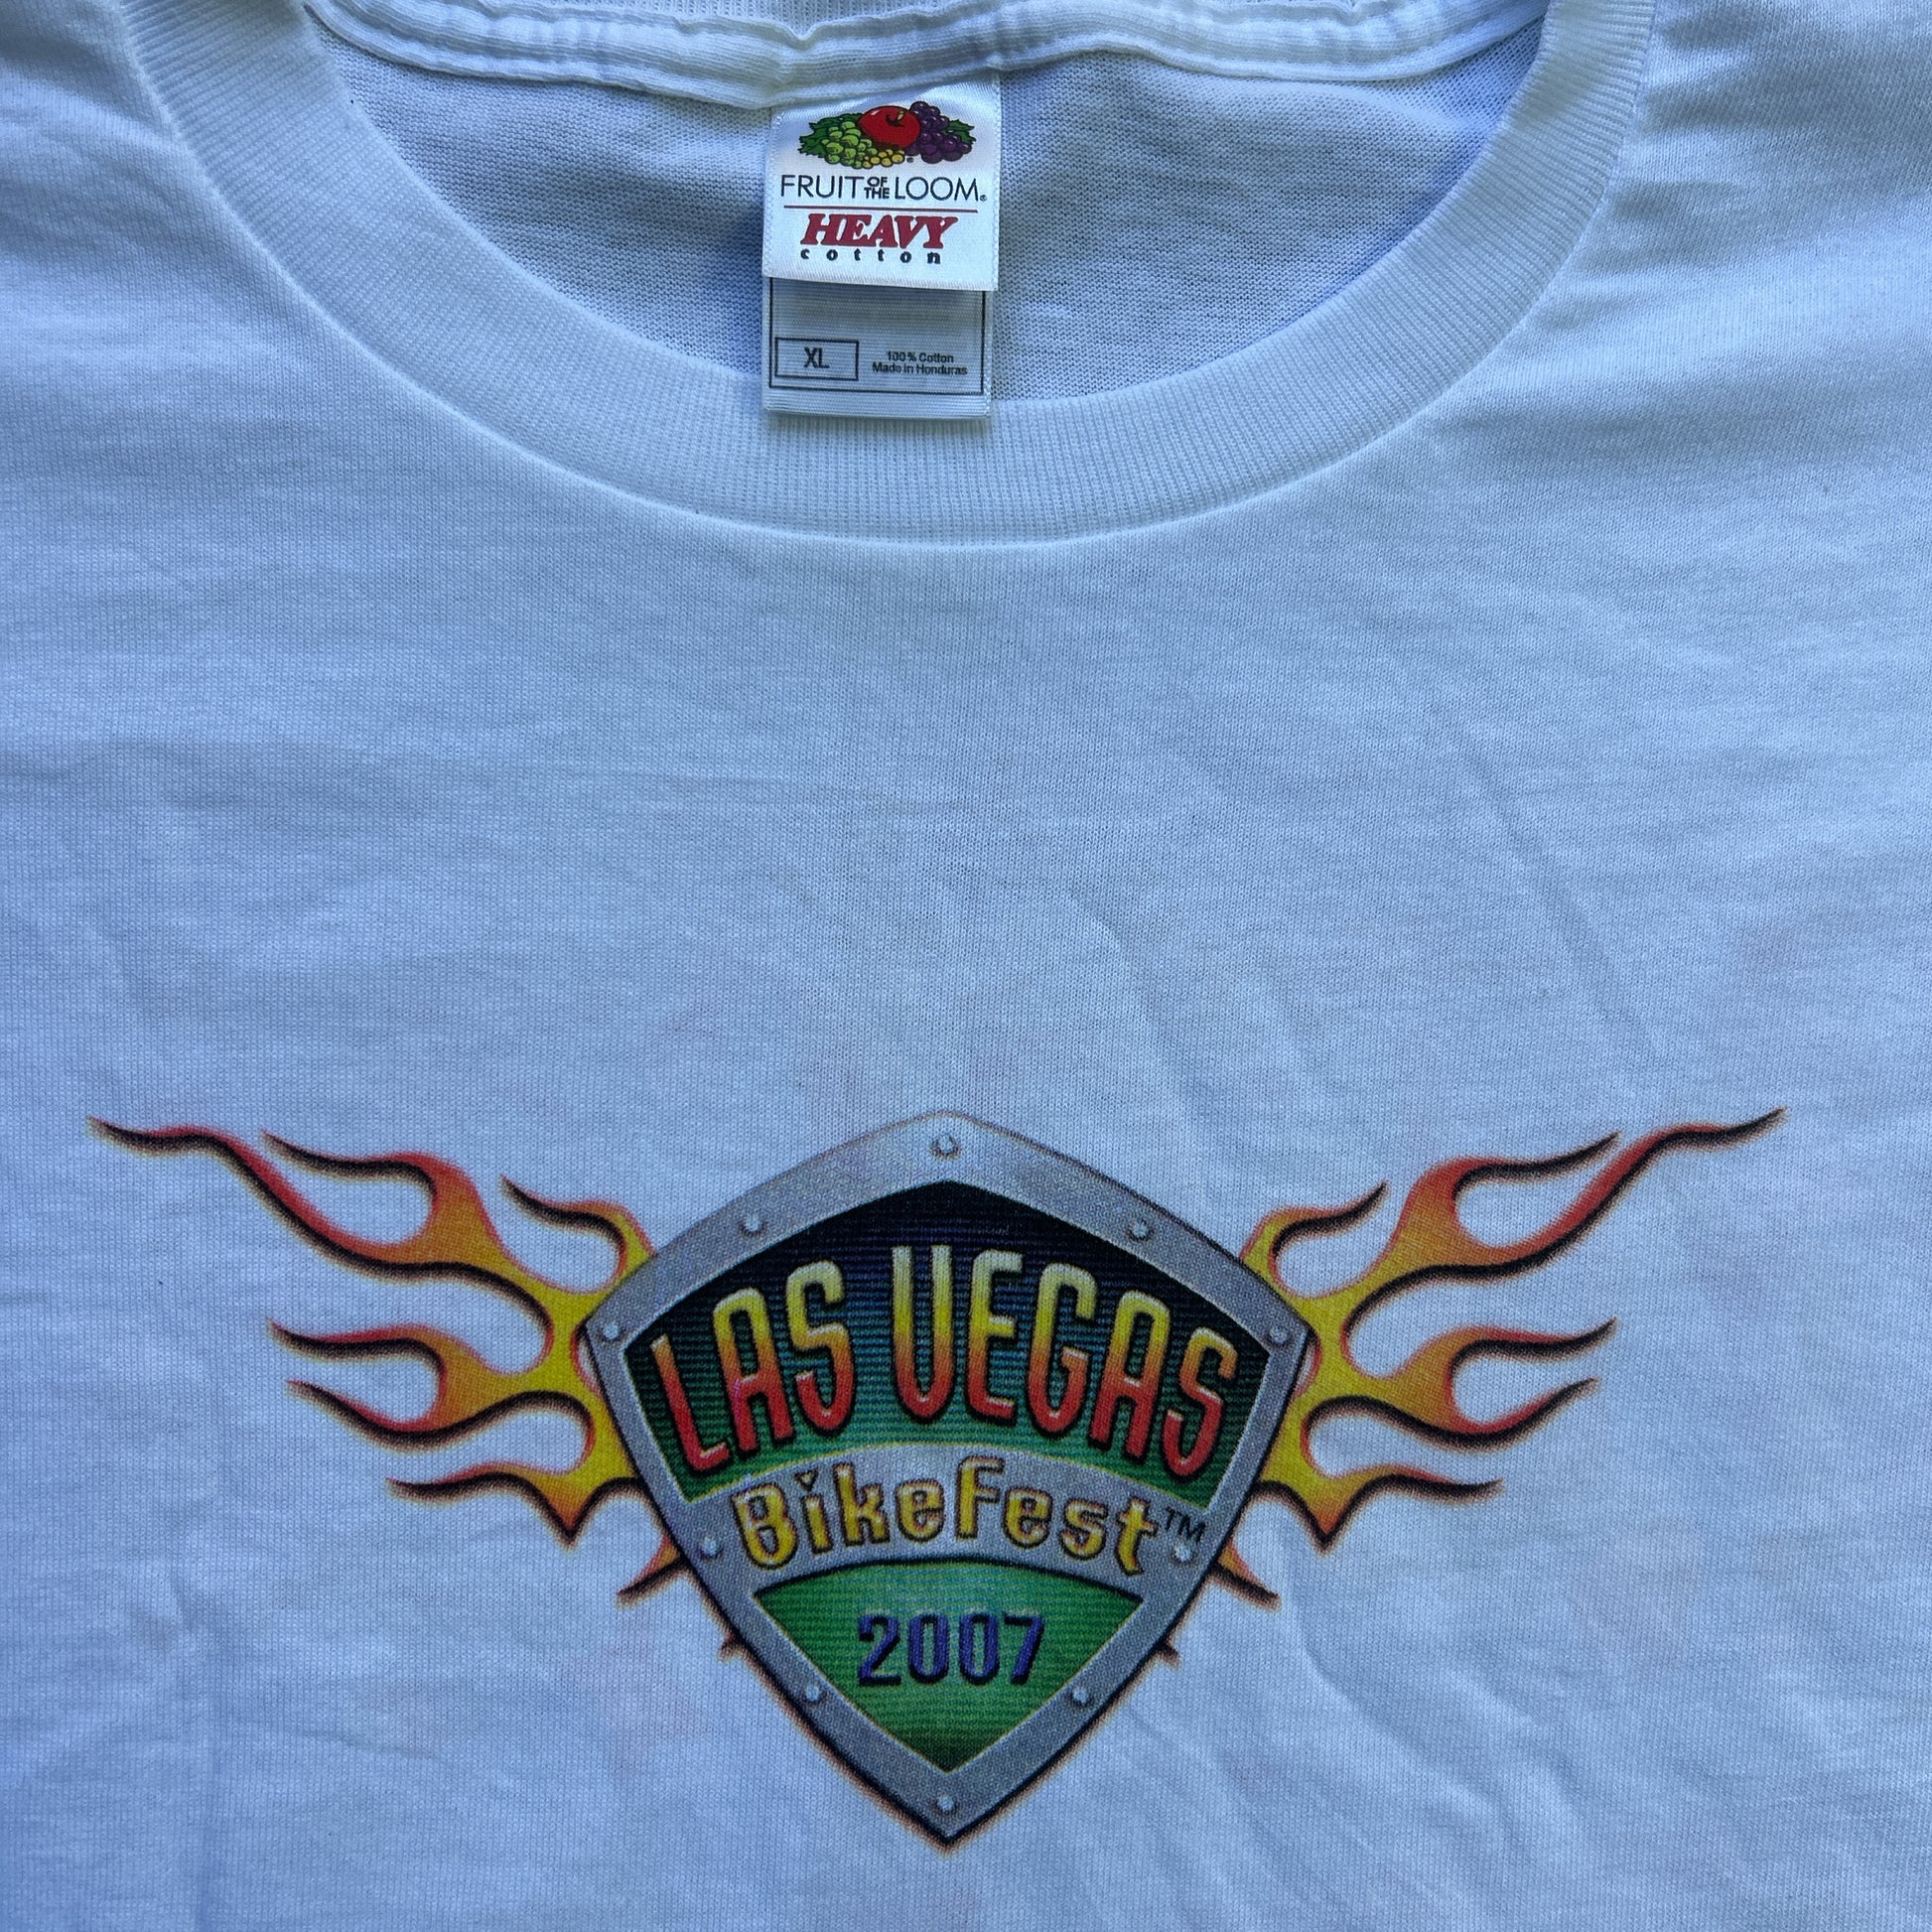 FRUIT OF THE LOOM®
HEAVY
cotton
XL
100% Cotton
Made in Honduras
LAS VEGAS
BikeFest™
2007